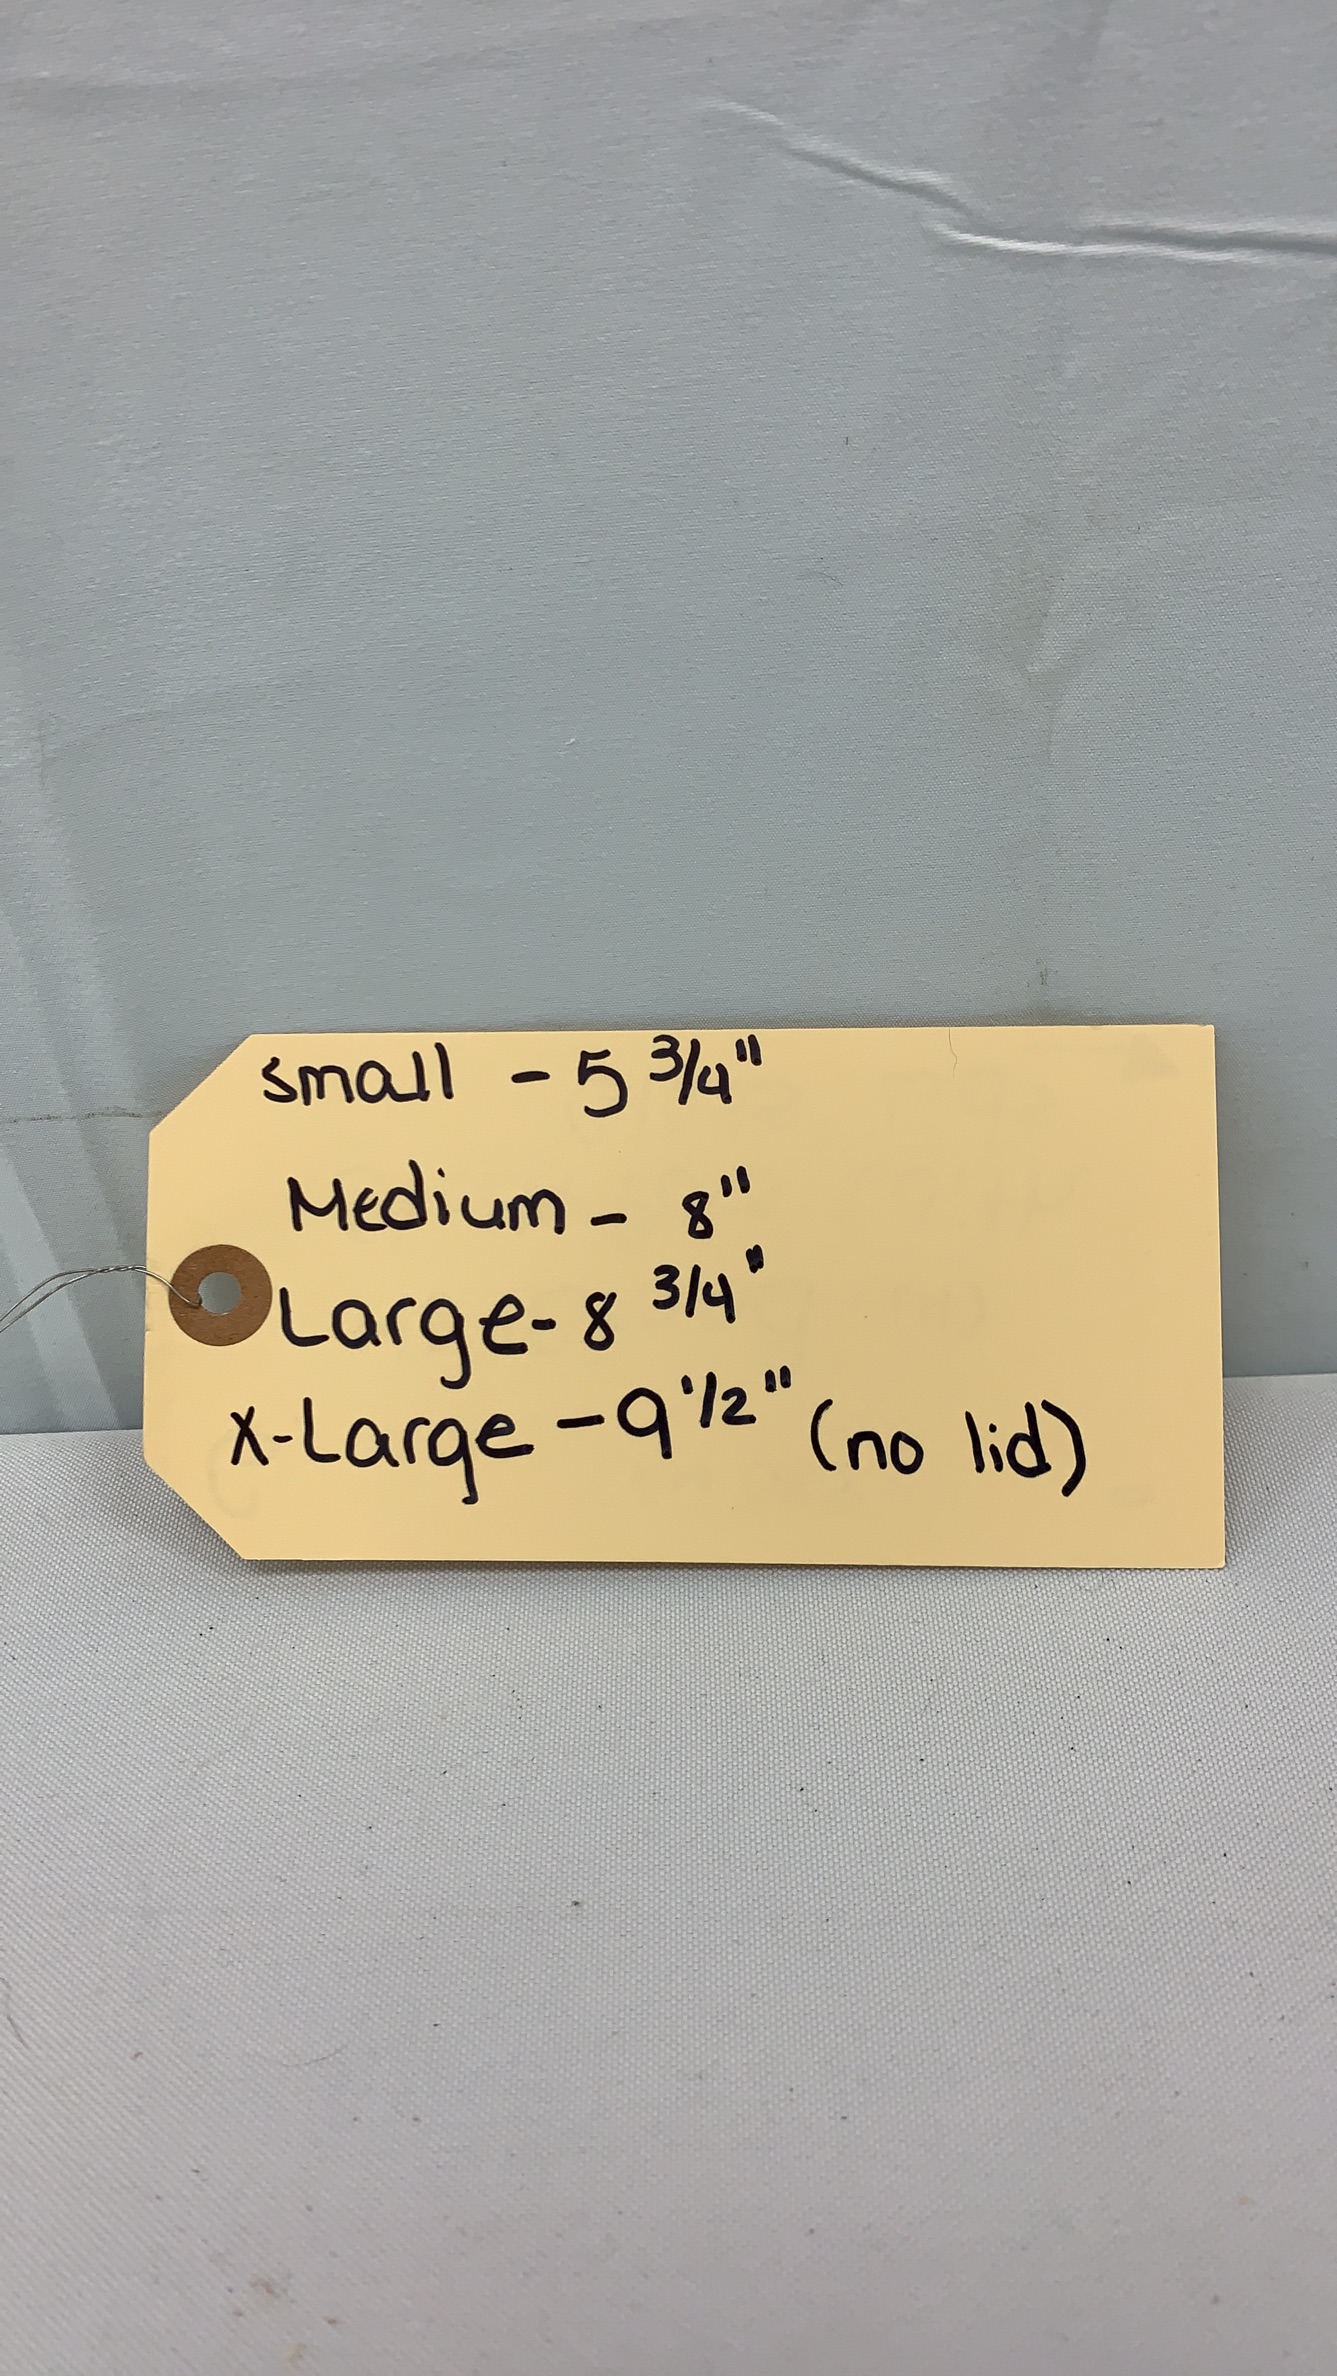 Small - 5 3/4"
Medium - 8"
Large - 8 3/4"
X-Large - 9 1/2" (no lid)